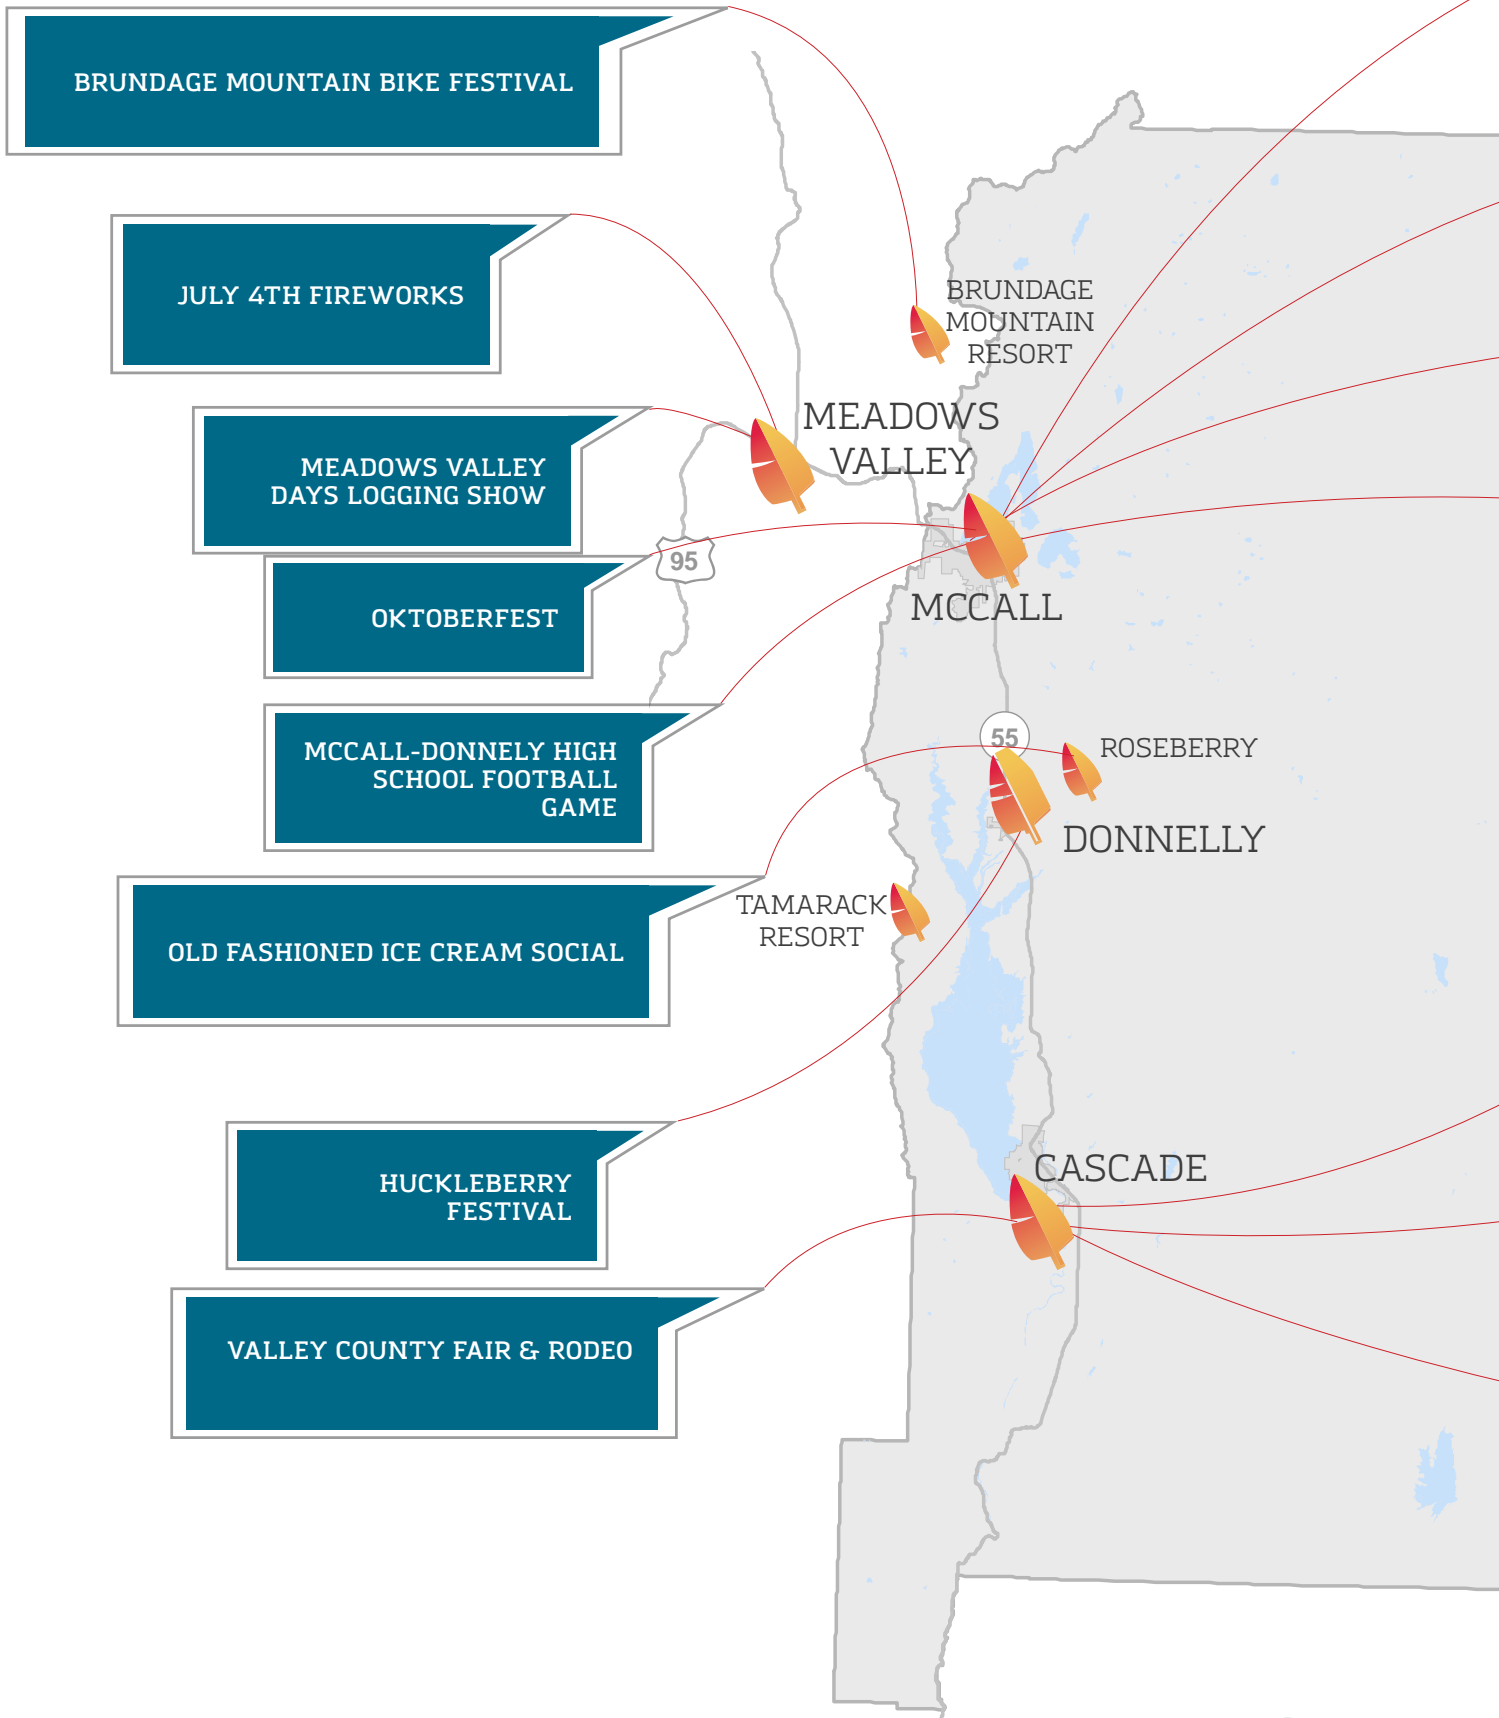 BRUNDAGE MOUNTAIN BIKE FESTIVAL
JULY 4TH FIREWORKS
BRUNDAGE
MOUNTAIN
RESORT
MEADOWS
VALLEY
MEADOWS VALLEY
DAYS LOGGING SHOW
95
OKTOBERFEST
MCCALL
MCCALL-DONNELY HIGH
SCHOOL FOOTBALL
GAME
55
ROSEBERRY
DONNELLY
TAMARACK
RESORT
OLD FASHIONED ICE CREAM SOCIAL
HUCKLEBERRY
FESTIVAL
CASCADE
VALLEY COUNTY FAIR & RODEO